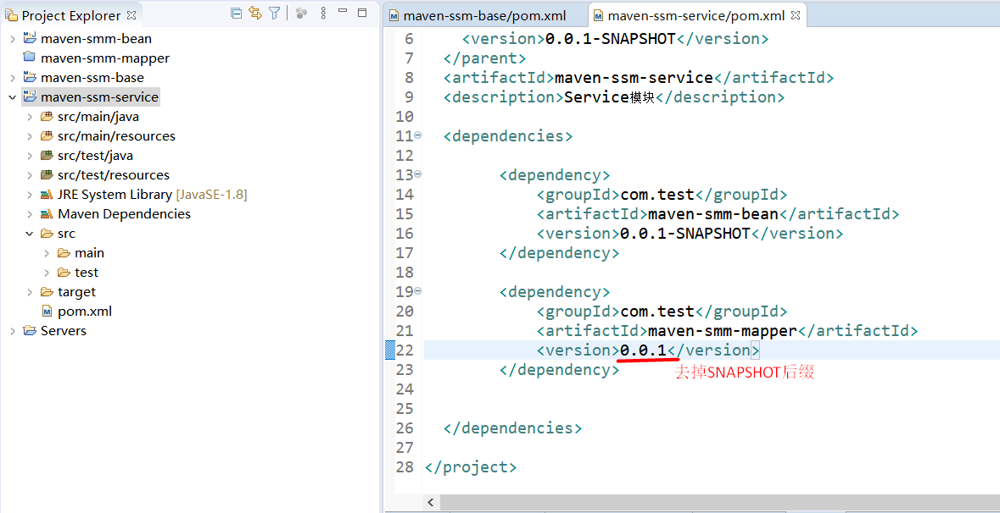 Project Explorer
maven-smm-bean
maven-smm-mapper
maven-ssm-base
maven-ssm-service
src/main/java
src/main/resources
src/test/java
src/test/resources
JRE System Library [JavaSE-1.8]
Maven Dependencies
src
main
test
target
pom.xml
Servers
maven-ssm-base/pom.xml
maven-ssm-service/pom.xml
6 <version>0.0.1-SNAPSHOT</version>
7 </parent>
8 <artifactId>maven-ssm-service</artifactId>
9 <description>Service模块</description>
10
11 <dependencies>
12
13 <dependency>
14 <groupId>com.test</groupId>
15 <artifactId>maven-smm-bean</artifactId>
16 <version>0.0.1-SNAPSHOT</version>
17 </dependency>
18
19 <dependency>
20 <groupId>com.test</groupId>
21 <artifactId>maven-smm-mapper</artifactId>
22 <version>0.0.1</version>
23 </dependency>
去掉SNAPSHOT后缀
24
25
26 </dependencies>
27
28 </project>